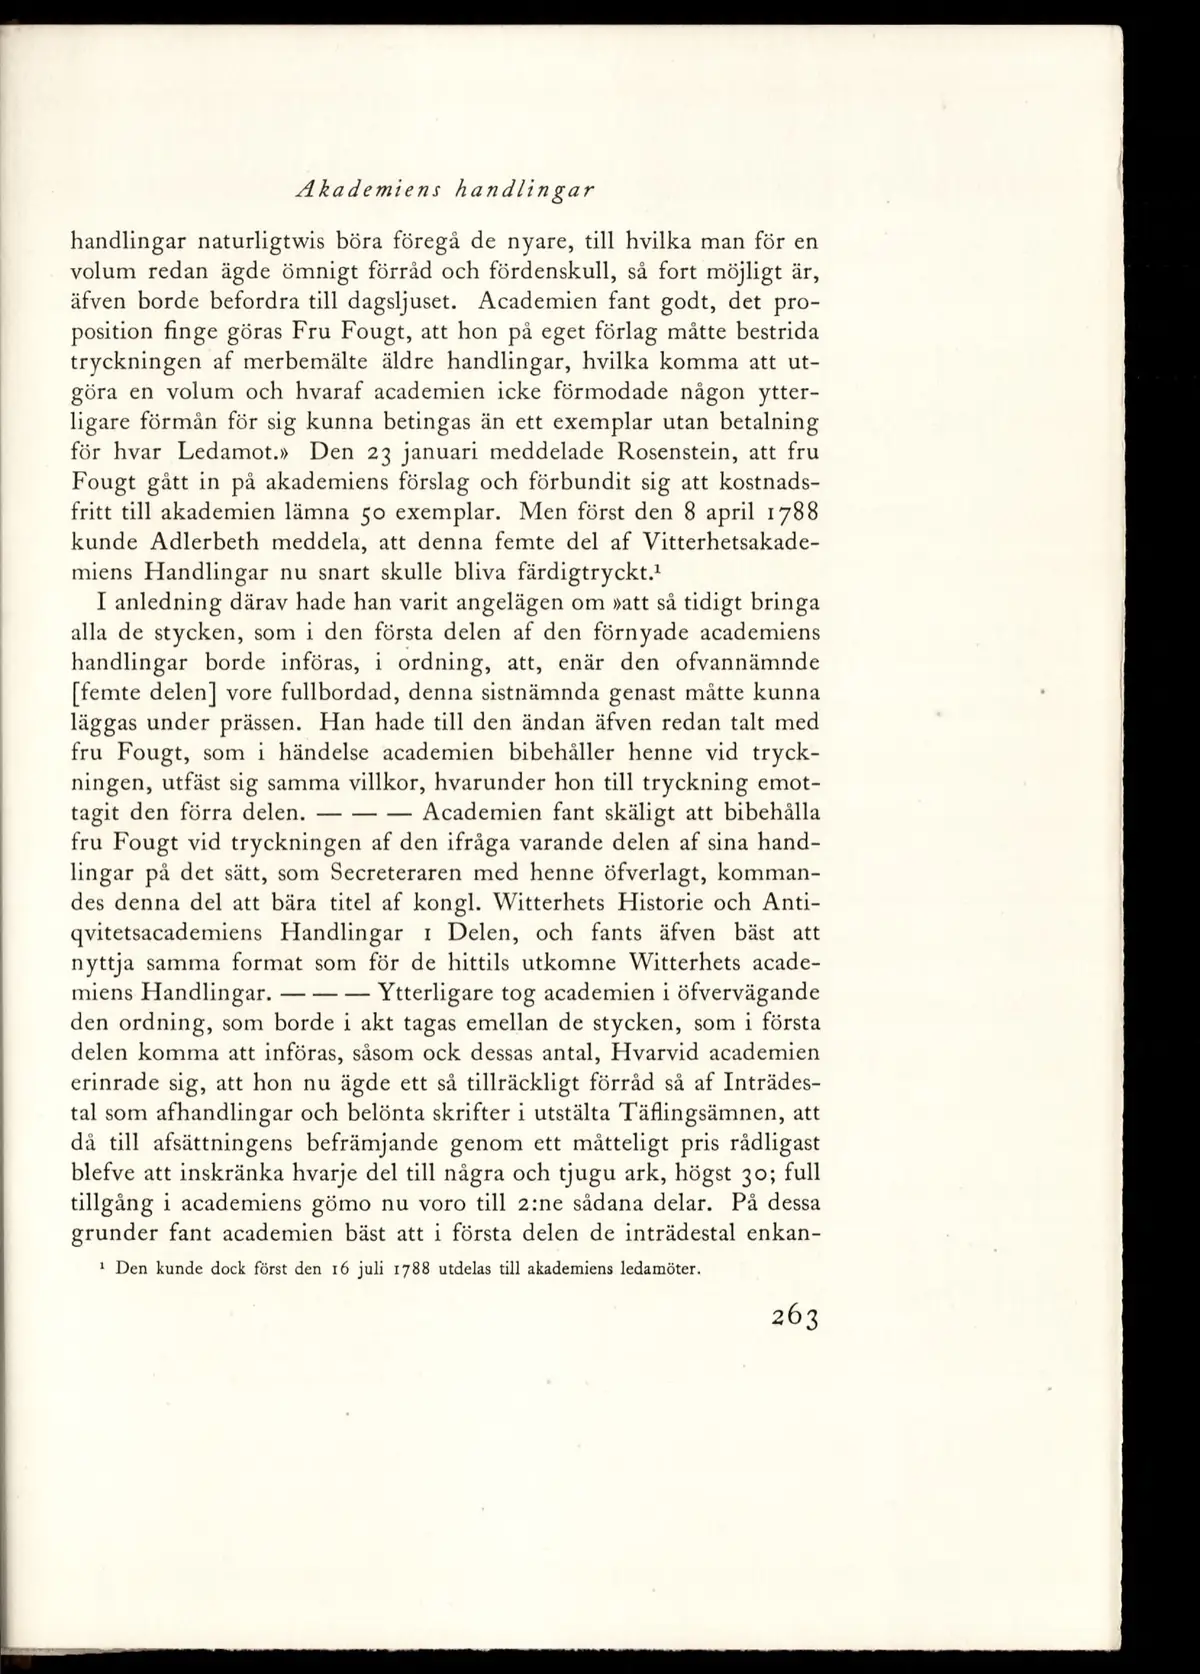 Akademiens handlingar
handlingar naturligtwis böra föregå de nyare, till hvilka man för en
volum redan ägde ömnigt förråd och fördenskull, så fort möjligt är,
äfven borde befordra till dagsljuset. Academien fant godt, det pro-
position finge göras Fru Fougt, att hon på eget förlag måtte bestrida
tryckningen af merbemälte äldre handlingar, hvilka komma att ut-
göra en volum och hvaraf academien icke förmodade någon ytter-
ligare förmån för sig kunna betingas än ett exemplar utan betalning
för hvar Ledamot.» Den 23 januari meddelade Rosenstein, att fru
Fougt gått in på akademiens förslag och förbundit sig att kostnads-
fritt till akademien lämna 50 exemplar. Men först den 8 april 1788
kunde Adlerbeth meddela, att denna femte del af Vitterhetsakade-
miens Handlingar nu snart skulle bliva färdigtryckt.¹
I anledning därav hade han varit angelägen om »att så tidigt bringa
alla de stycken, som i den första delen af den förnyade academiens
handlingar borde införas, i ordning, att, enär den ofvannämnde
[femte delen] vore fullbordad, denna sistnämnda genast måtte kunna
läggas under prässen. Han hade till den ändan äfven redan talt med
fru Fougt, som i händelse academien bibehåller henne vid tryck-
ningen, utfäst sig samma villkor, hvarunder hon till tryckning emot-
tagit den förra delen. — — — Academien fant skäligt att bibehålla
fru Fougt vid tryckningen af den ifråga varande delen af sina hand-
lingar på det sätt, som Secreteraren med henne öfverlagt, komman-
des denna del att bära titel af kongl. Witterhets Historie och Anti-
qvitetsacademiens Handlingar 1 Delen, och fants äfven bäst att
nyttja samma format som för de hittils utkomne Witterhets acade-
miens Handlingar. — — — Ytterligare tog academien i öfvervägande
den ordning, som borde i akt tagas emellan de stycken, som i första
delen komma att införas, såsom ock dessas antal, Hvarvid academien
erinrade sig, att hon nu ägde ett så tillräckligt förråd så af Inträdes-
tal som afhandlingar och belönta skrifter i utstälta Täflingsämnen, att
då till afsättningens befrämjande genom ett måtteligt pris rådligast
blefve att inskränka hvarje del till några och tjugu ark, högst 30; full
tillgång i academiens gömo nu voro till 2:ne sådana delar. På dessa
grunder fant academien bäst att i första delen de inträdestal enkan-
¹ Den kunde dock först den 16 juli 1788 utdelas till akademiens ledamöter.
263